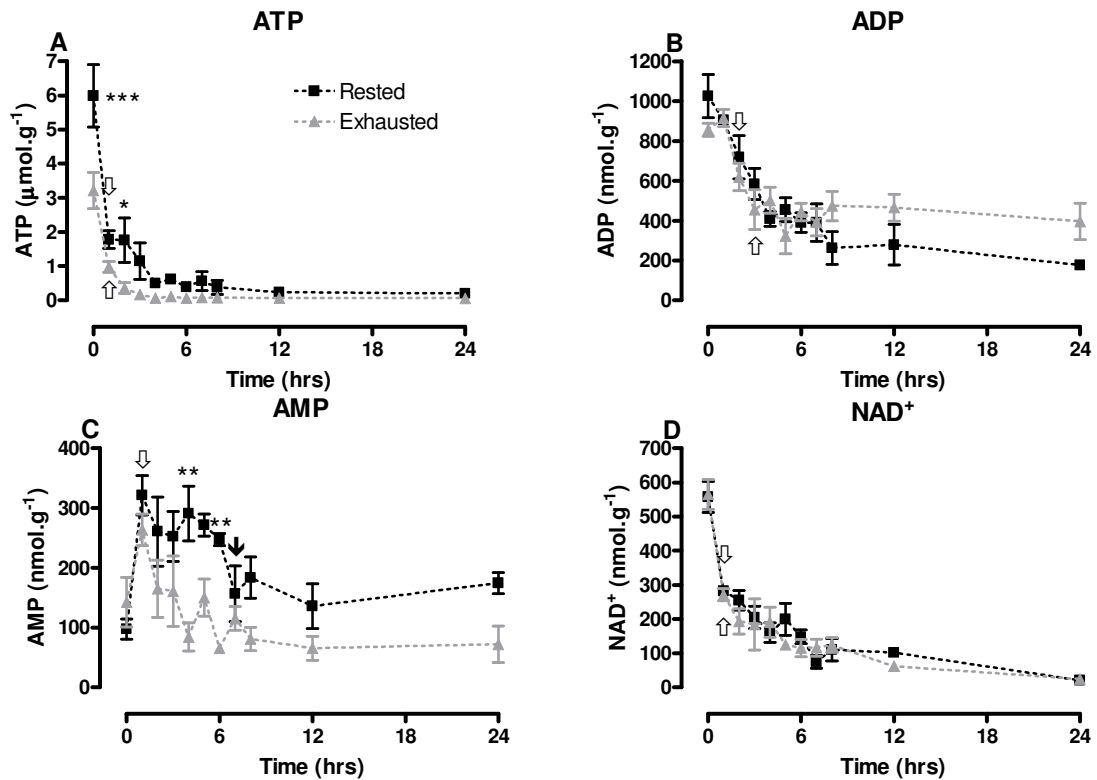 ATP
A
7
6
5
4
3
2
1
0
ATP (μmol.g⁻¹)
***
*
Rested
Exhausted
0 6 12 18 24
Time (hrs)
ADP
B
1200
1000
800
600
400
200
0
ADP (nmol.g⁻¹)
0 6 12 18 24
Time (hrs)
AMP
C
400
300
200
100
0
AMP (nmol.g⁻¹)
**
**
0 6 12 18 24
Time (hrs)
NAD⁺
D
700
600
500
400
300
200
100
0
NAD⁺ (nmol.g⁻¹)
0 6 12 18 24
Time (hrs)